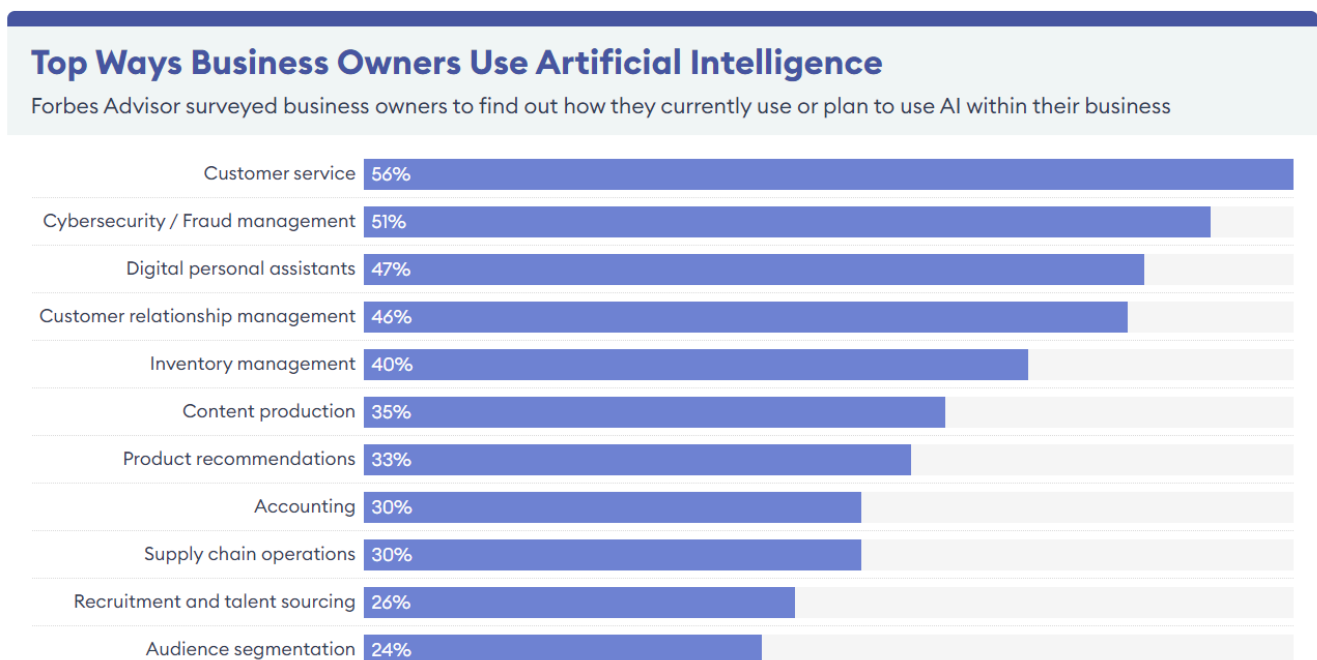 Top Ways Business Owners Use Artificial Intelligence
Forbes Advisor surveyed business owners to find out how they currently use or plan to use AI within their business
Customer service 56%
Cybersecurity / Fraud management 51%
Digital personal assistants 47%
Customer relationship management 46%
Inventory management 40%
Content production 35%
Product recommendations 33%
Accounting 30%
Supply chain operations 30%
Recruitment and talent sourcing 26%
Audience segmentation 24%